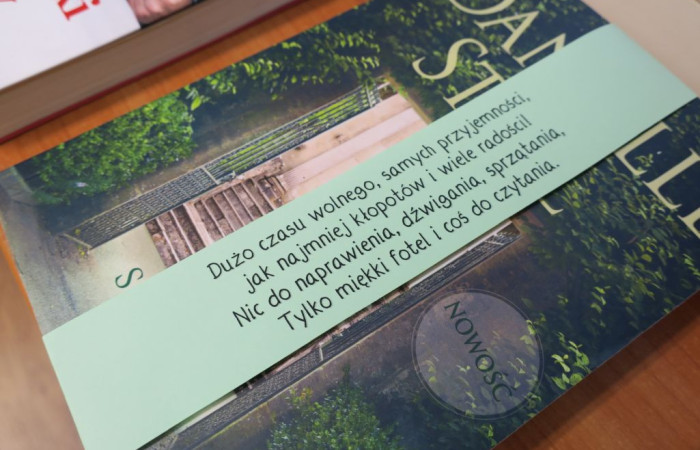 Dużo czasu wolnego, samych przyjemności,
jak najmniej kłopotów i wiele radości!
Nic do naprawienia, dźwigania, sprzątania,
Tylko miękki fotel i coś do czytania.
NOWOŚĆ